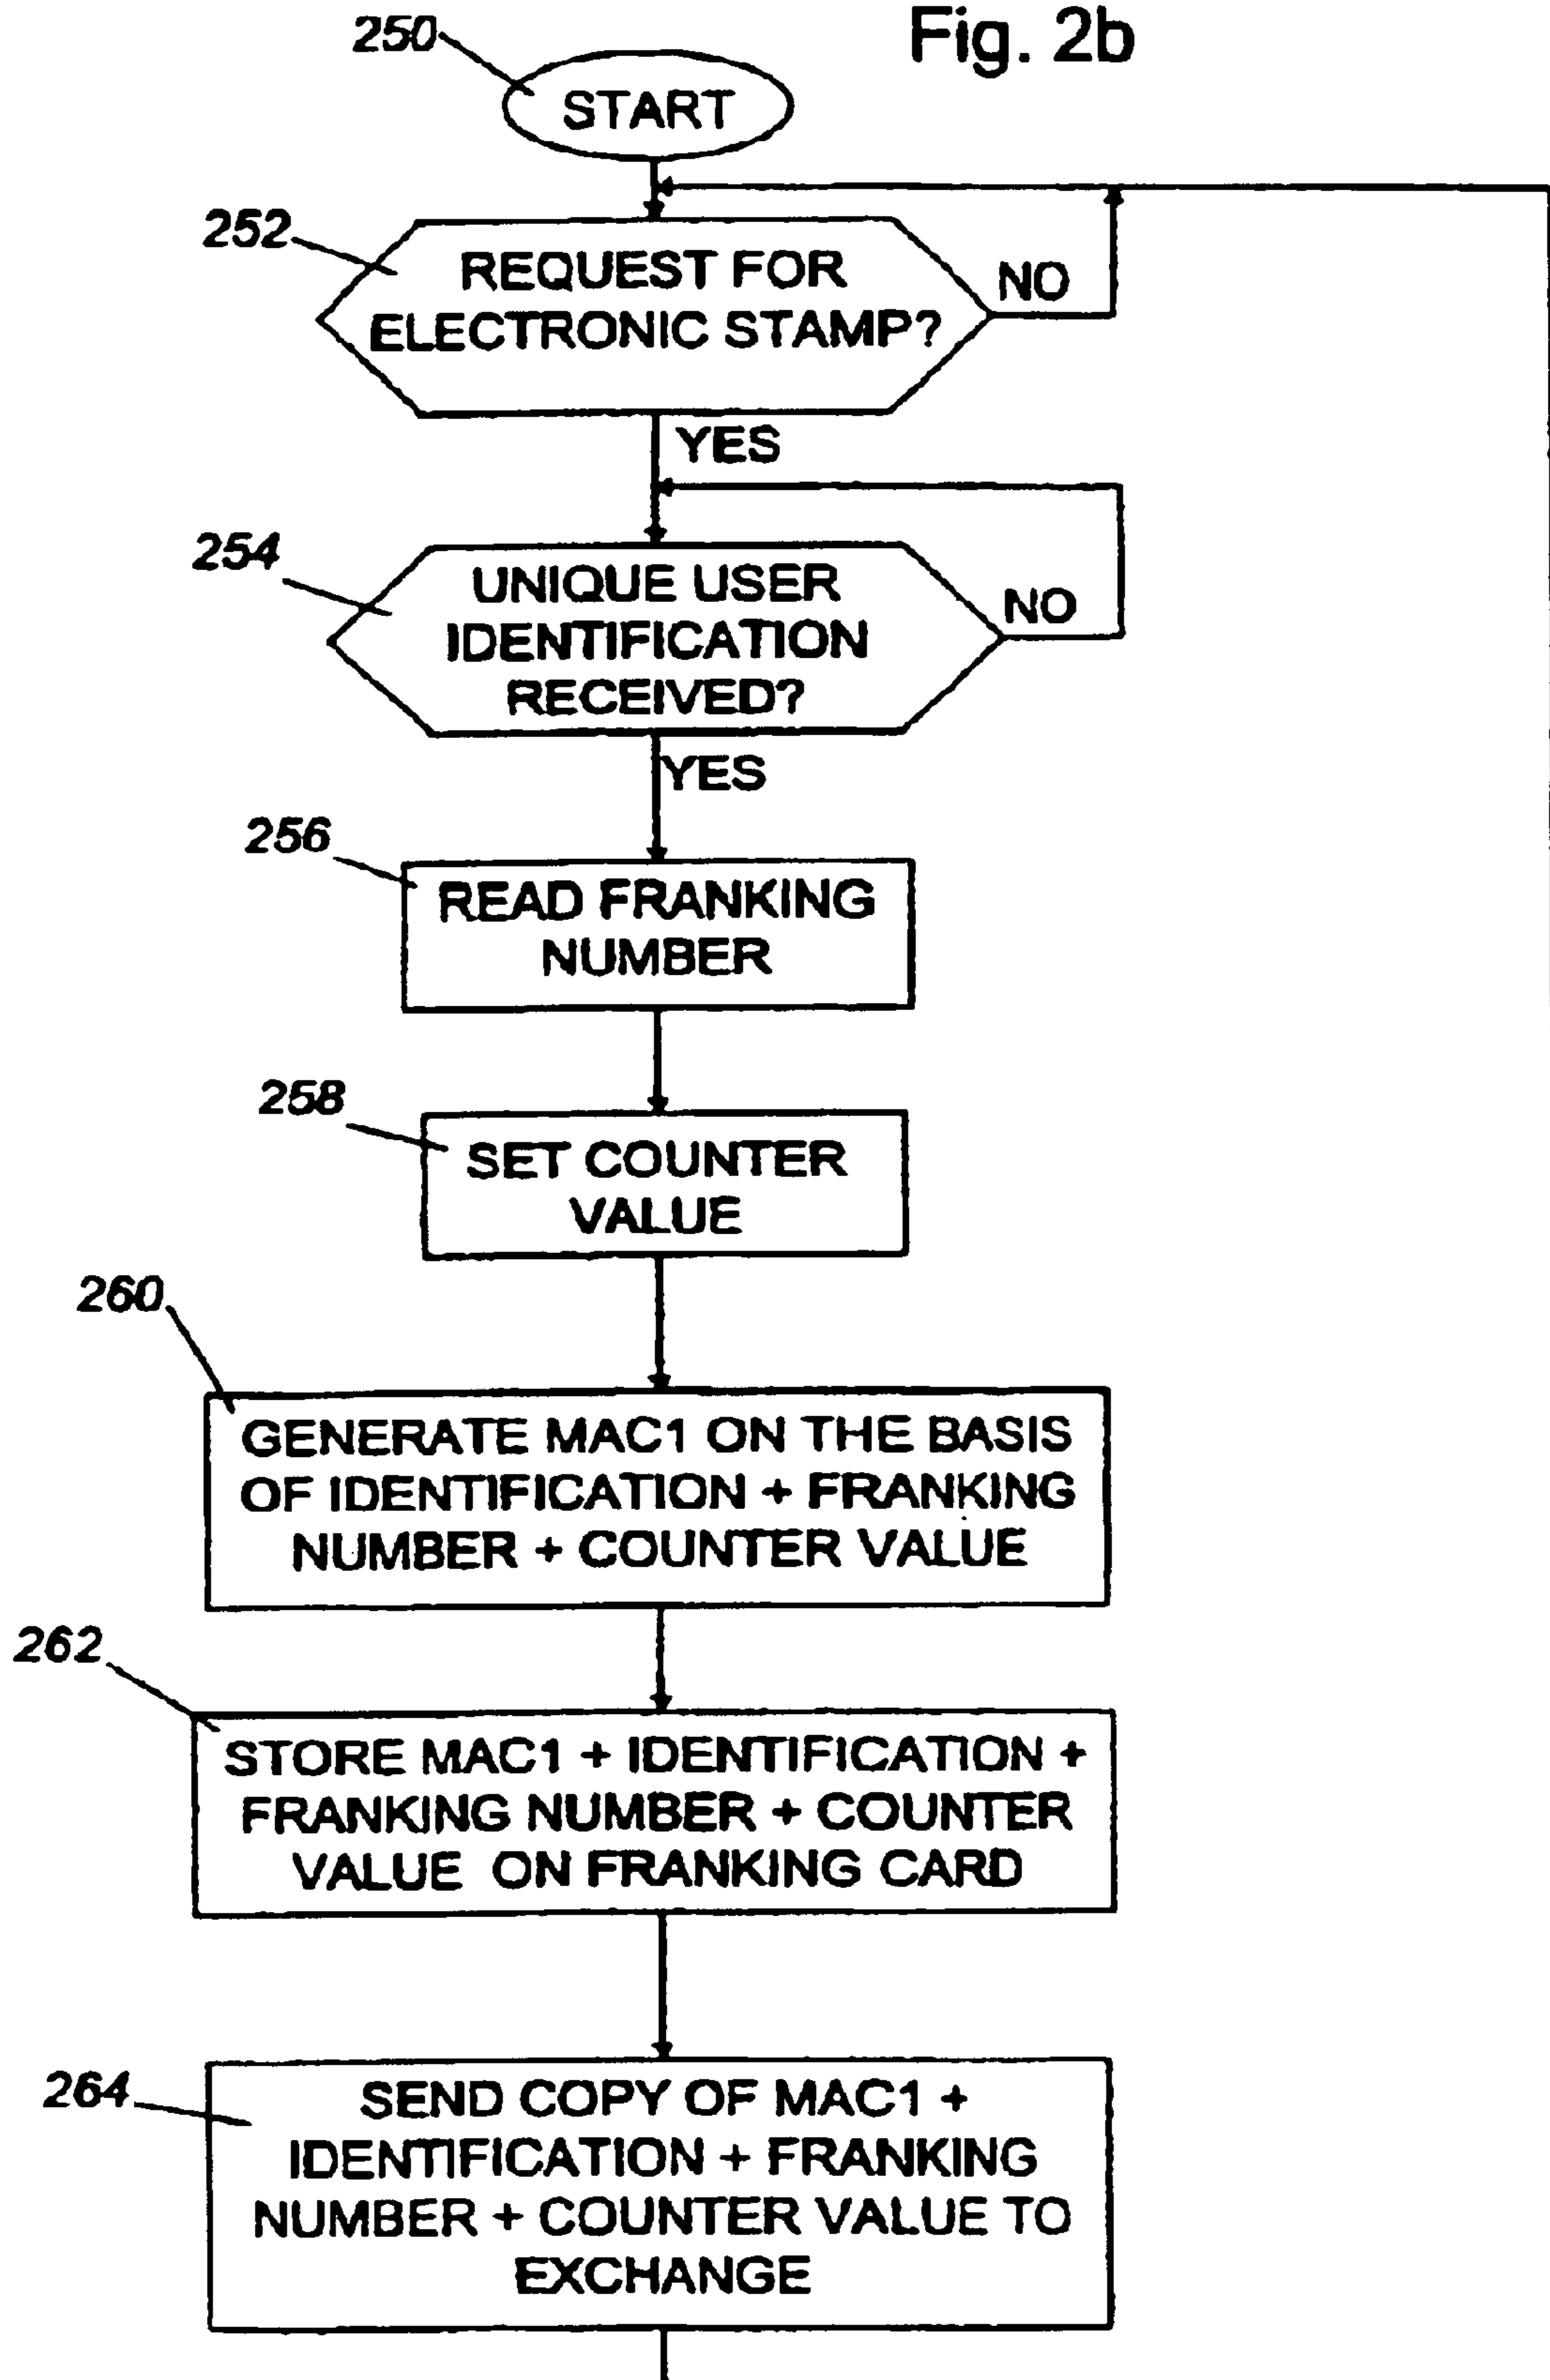 Fig. 2b
250
START
252
REQUEST FOR
ELECTRONIC STAMP?
NO
YES
254
UNIQUE USER
IDENTIFICATION
RECEIVED?
NO
YES
256
READ FRANKING
NUMBER
258
SET COUNTER
VALUE
260
GENERATE MAC1 ON THE BASIS
OF IDENTIFICATION + FRANKING
NUMBER + COUNTER VALUE
262
STORE MAC1 + IDENTIFICATION +
FRANKING NUMBER + COUNTER
VALUE ON FRANKING CARD
264
SEND COPY OF MAC1 +
IDENTIFICATION + FRANKING
NUMBER + COUNTER VALUE TO
EXCHANGE